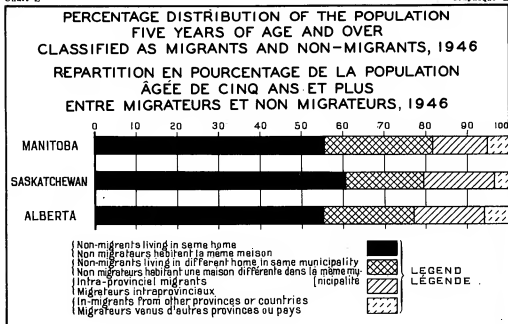 PERCENTAGE DISTRIBUTION OF THE POPULATION
FIVE YEARS OF AGE AND OVER
CLASSIFIED AS MIGRANTS AND NON-MIGRANTS, 1946
REPARTITION EN POURCENTAGE DE LA POPULATION
ÂGÉE DE CINQ ANS ET PLUS
ENTRE MIGRATEURS ET NON MIGRATEURS, 1946
0 10 20 30 40 50 60 70 80 90 100
MANITOBA
SASKATCHEWAN
ALBERTA
Non-migrants living in same home
Non migrateurs habitant la même maison
Non-migrants living in different home in same municipality
Non migrateurs habitant une maison différente dans la même mu-
[nicipalité
Intra-provincial migrants
Migrateurs intraprovinciaux
In-migrants from other provinces or countries
Migrateurs venus d'autres provinces ou pays
LEGEND
LÉGENDE